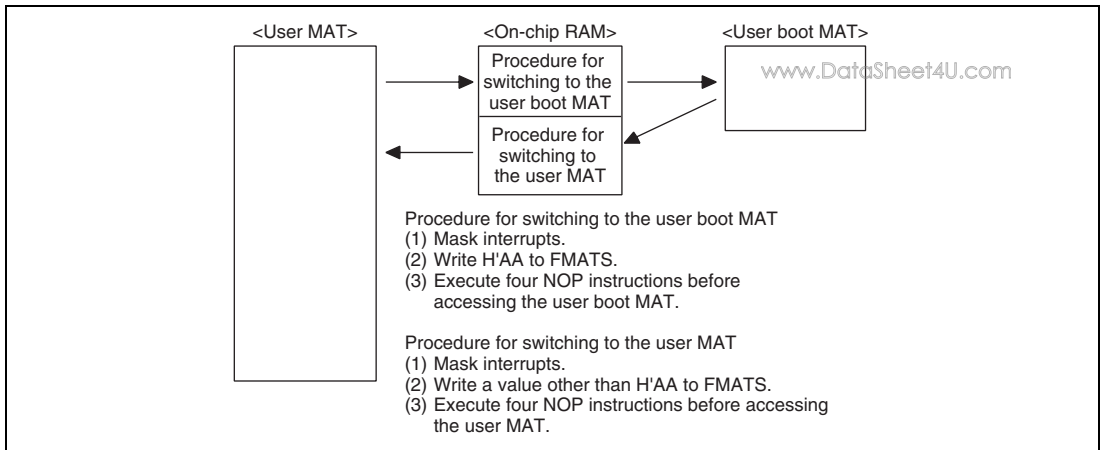 <User MAT>
<On-chip RAM>
<User boot MAT>
Procedure for
switching to the
user boot MAT
www.DataSheet4U.com
Procedure for
switching to
the user MAT
Procedure for switching to the user boot MAT
(1) Mask interrupts.
(2) Write H'AA to FMATS.
(3) Execute four NOP instructions before
accessing the user boot MAT.
Procedure for switching to the user MAT
(1) Mask interrupts.
(2) Write a value other than H'AA to FMATS.
(3) Execute four NOP instructions before accessing
the user MAT.